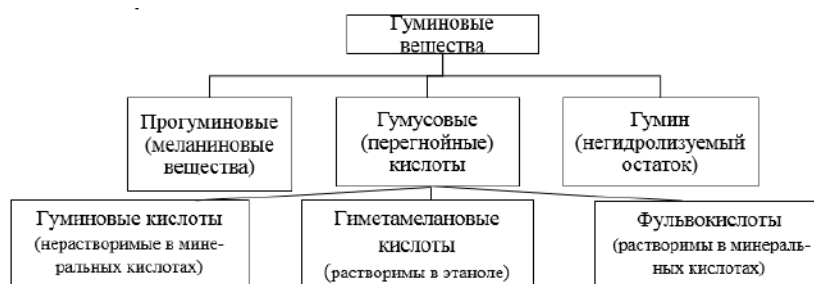 Гуминовые
вещества
Прогуминовые
(меланиновые
вещества)
Гумусовые
(перегнойные)
кислоты
Гумин
(негидролизуемый
остаток)
Гуминовые кислоты
(нерастворимые в мине-
ральных кислотах)
Гиметамелановые
кислоты
(растворимы в этаноле)
Фульвокислоты
(растворимы в минераль-
ных кислотах)